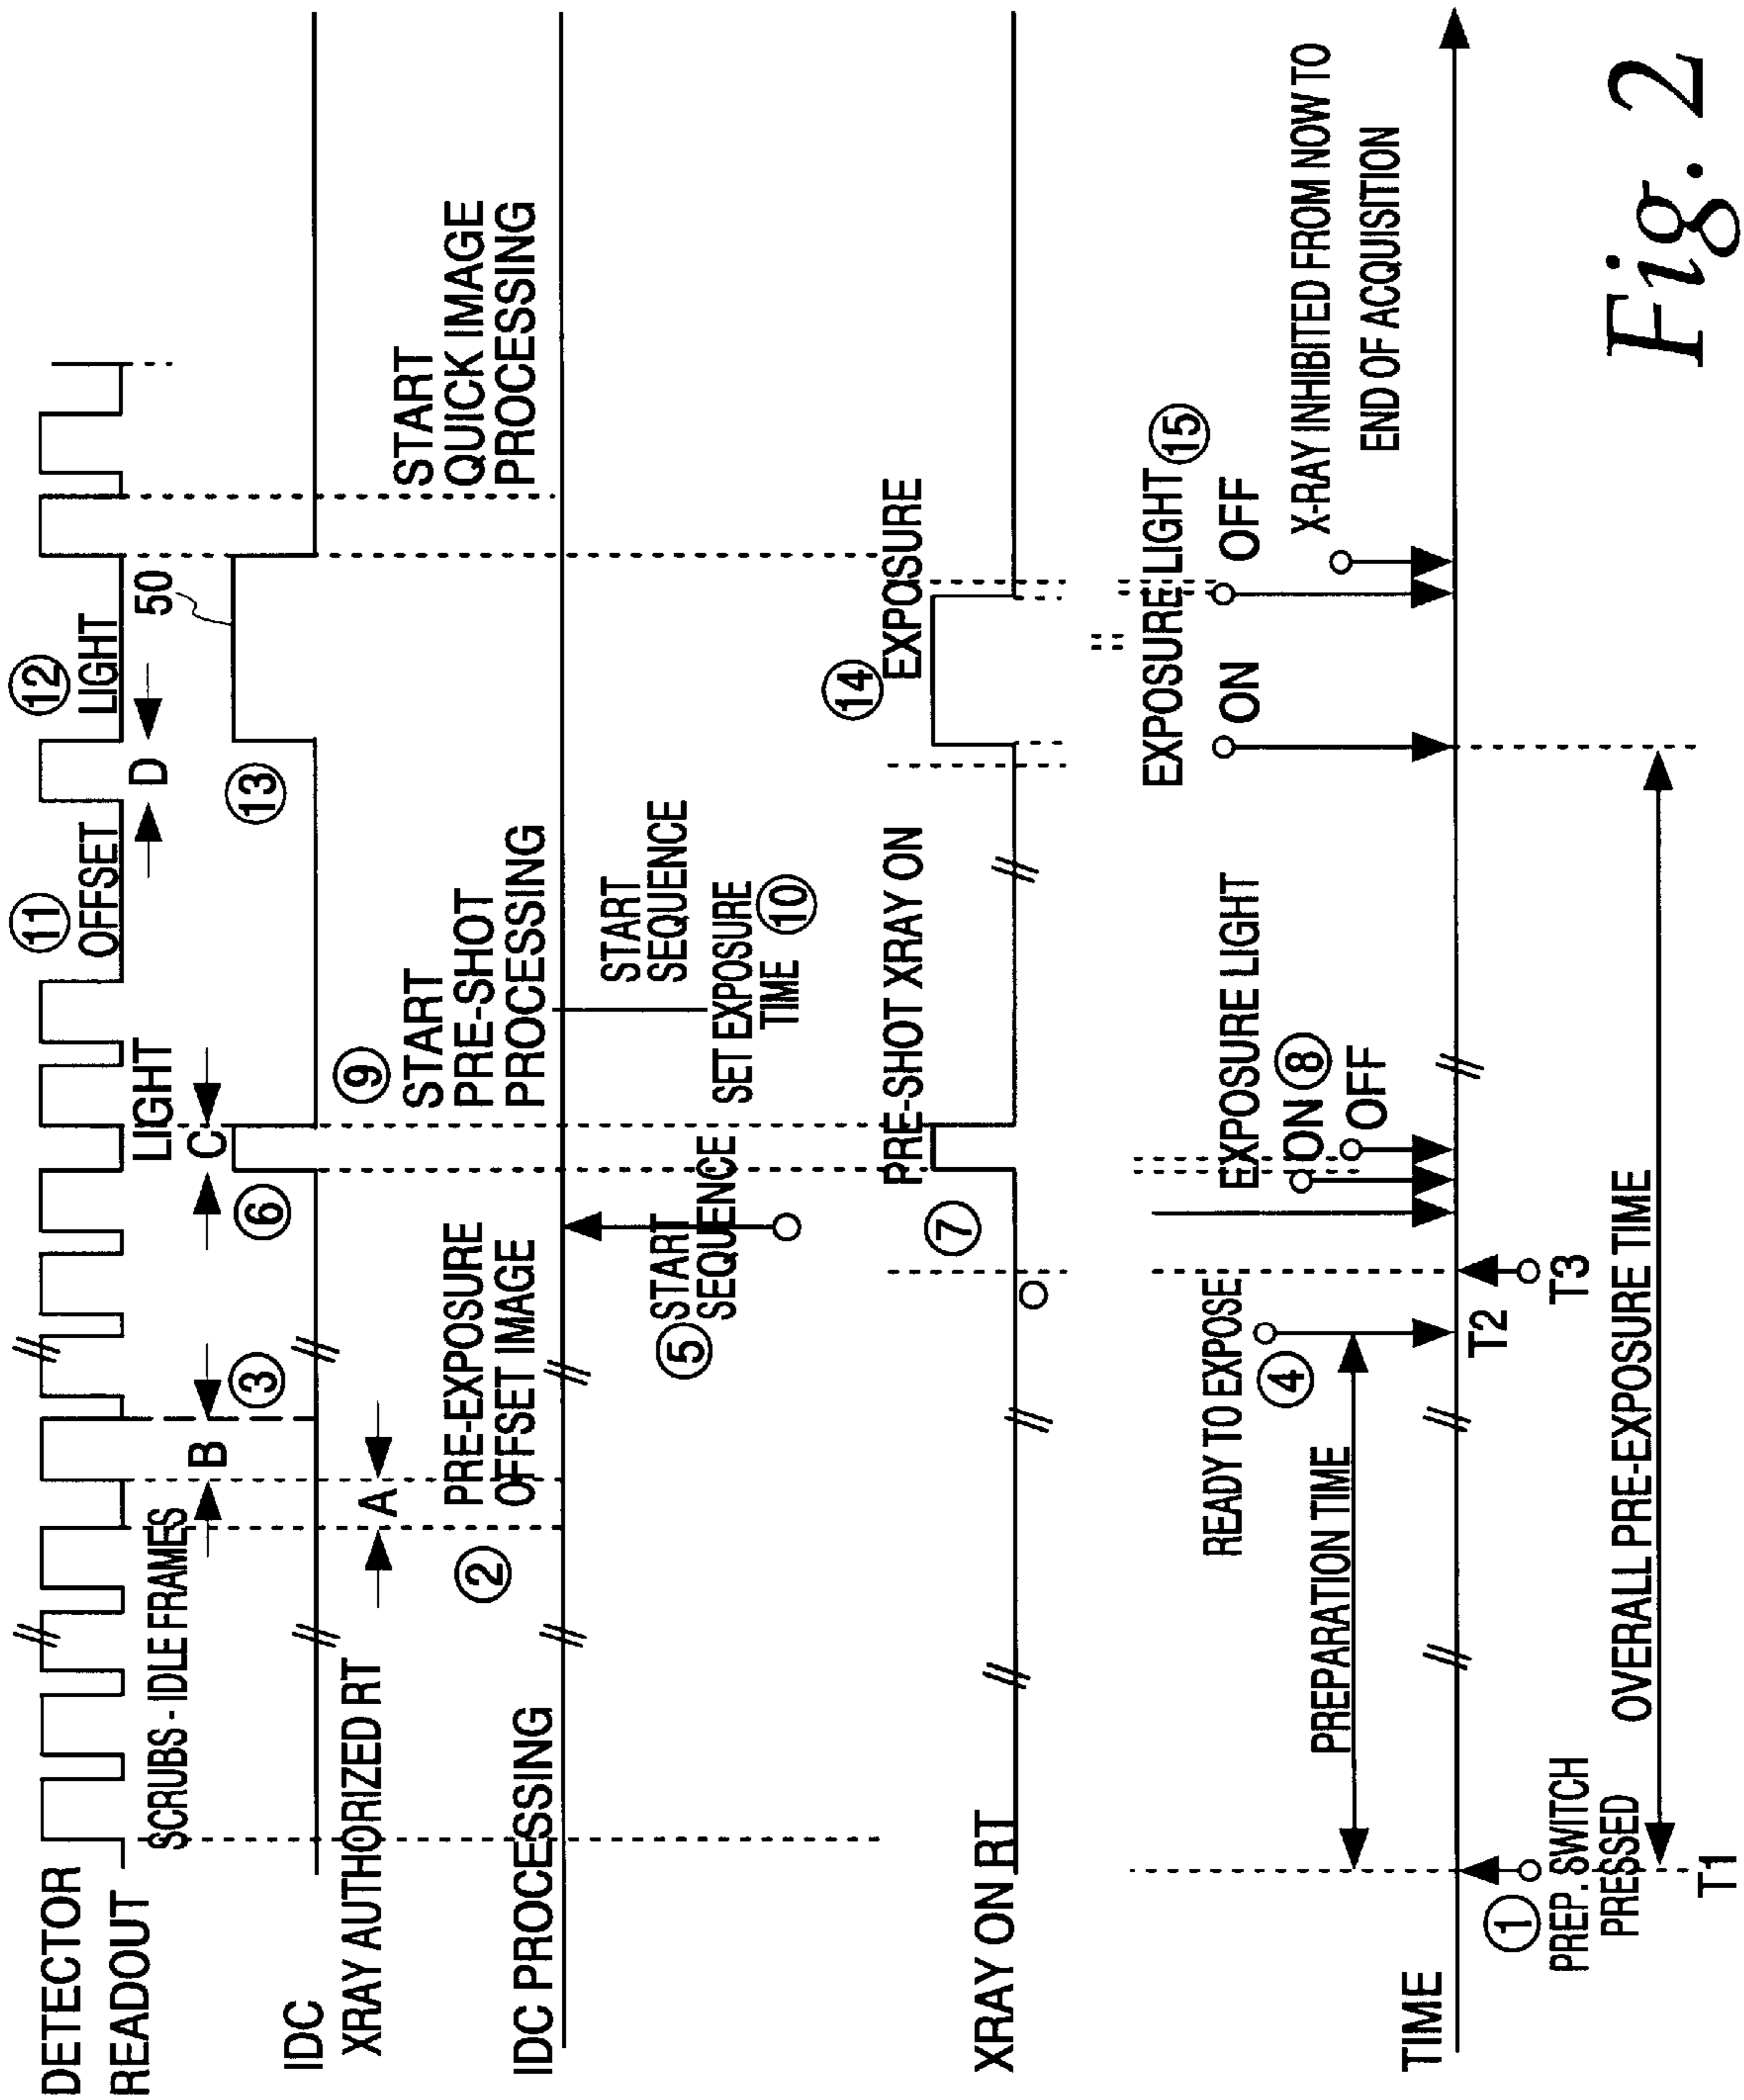 DETECTOR
READOUT
SCRUBS - IDLE FRAMES
B
C
LIGHT
11
OFFSET
D
12
LIGHT
50
IDC
XRAY AUTHORIZED RT
A
3
6
9
13
IDC PROCESSING
2
PRE-EXPOSURE
OFFSET IMAGE
START
PRE-SHOT
PROCESSING
START
QUICK IMAGE
PROCESSING
5
START
SEQUENCE
START
SEQUENCE
SET EXPOSURE
TIME
10
XRAY ON RT
7
PRE-SHOT XRAY ON
14
EXPOSURE
READY TO EXPOSE
4
EXPOSURE LIGHT
ON
8
OFF
EXPOSURE LIGHT
15
ON
OFF
X-RAY INHIBITED FROM NOW TO
END OF ACQUISITION
PREPARATION TIME
TIME
1
PREP. SWITCH
PRESSED
T1
T2
T3
OVERALL PRE-EXPOSURE TIME
Fig. 2